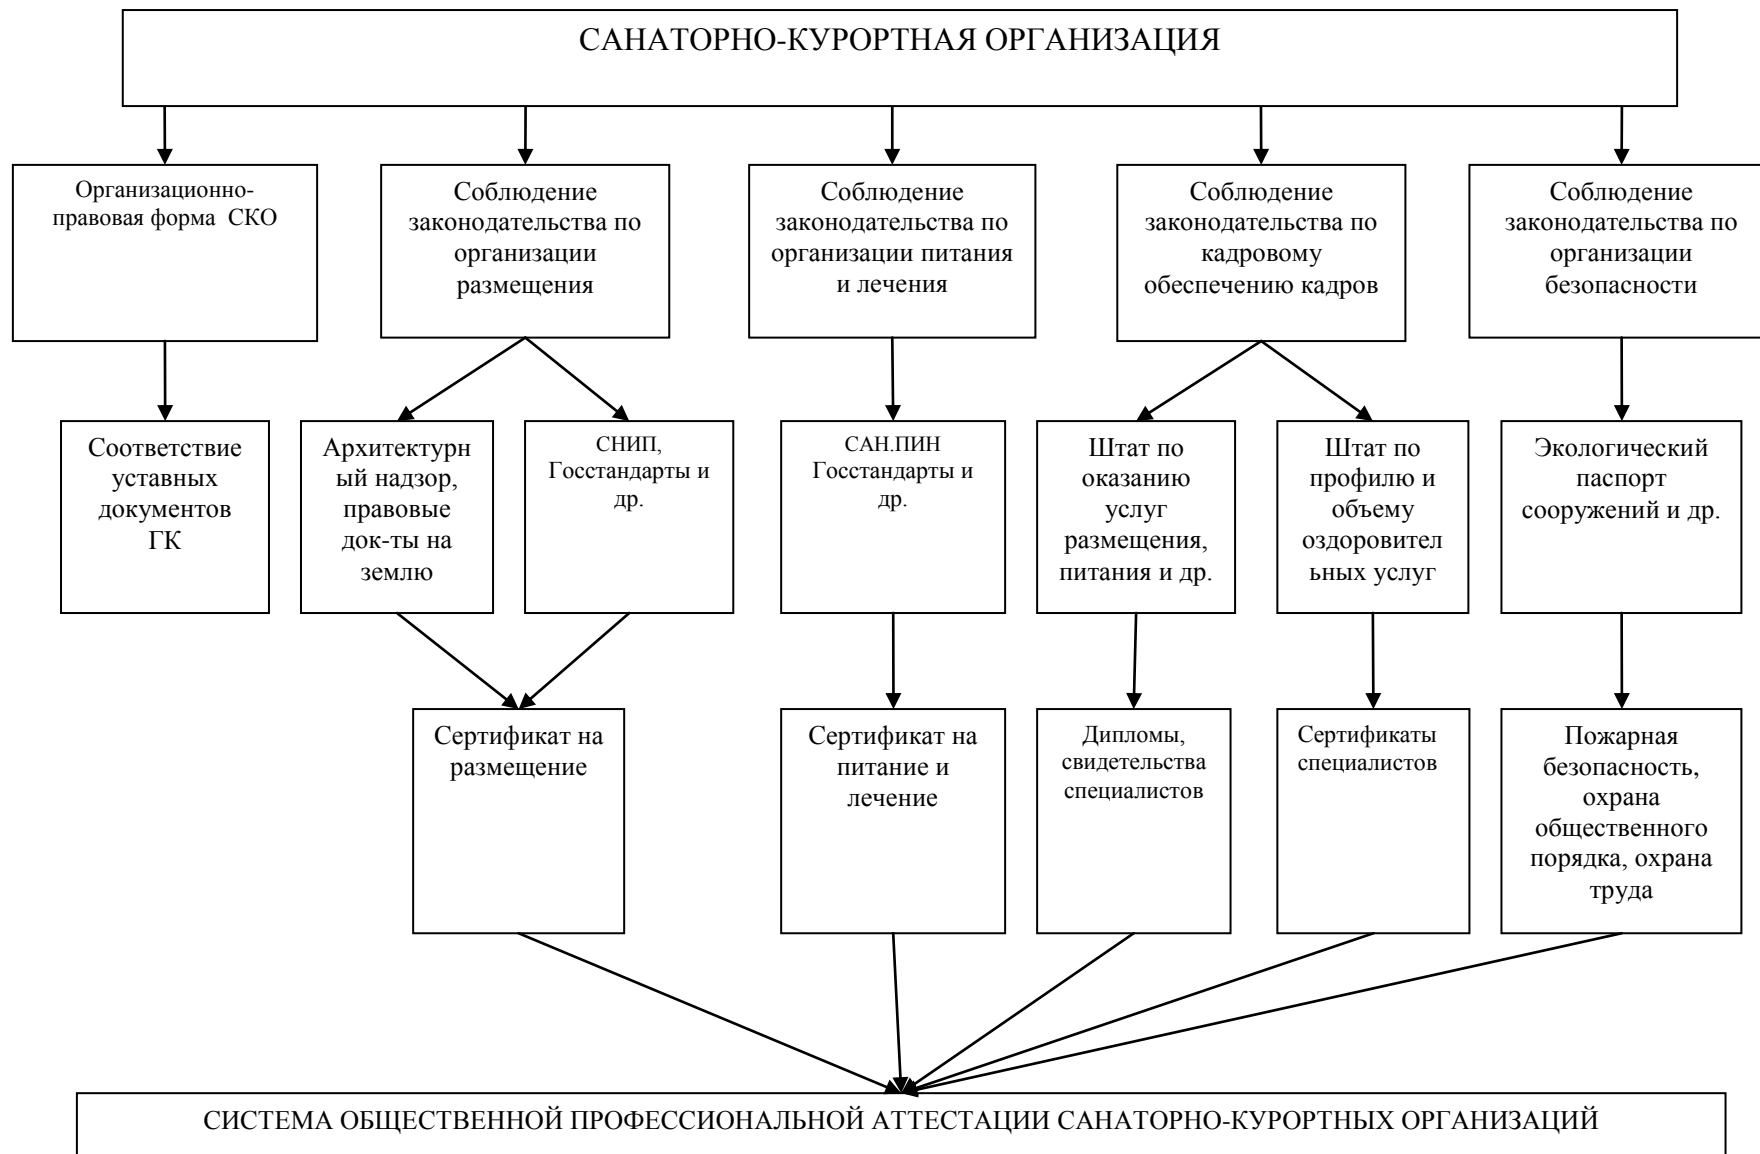 САНАТОРНО-КУРОРТНАЯ ОРГАНИЗАЦИЯ
Организационно-
правовая форма СКО
Соблюдение
законодательства по
организации
размещения
Соблюдение
законодательства по
организации питания
и лечения
Соблюдение
законодательства по
кадровому
обеспечению кадров
Соблюдение
законодательства по
организации
безопасности
Соответствие
уставных
документов
ГК
Архитектурн
ый надзор,
правовые
док-ты на
землю
СНИП,
Госстандарты и
др.
САН.ПИН
Госстандарты и
др.
Штат по
оказанию
услуг
размещения,
питания и др.
Штат по
профилю и
объему
оздоровител
ьных услуг
Экологический
паспорт
сооружений и др.
Сертификат на
размещение
Сертификат на
питание и
лечение
Дипломы,
свидетельства
специалистов
Сертификаты
специалистов
Пожарная
безопасность,
охрана
общественного
порядка, охрана
труда
СИСТЕМА ОБЩЕСТВЕННОЙ ПРОФЕССИОНАЛЬНОЙ АТТЕСТАЦИИ САНАТОРНО-КУРОРТНЫХ ОРГАНИЗАЦИЙ